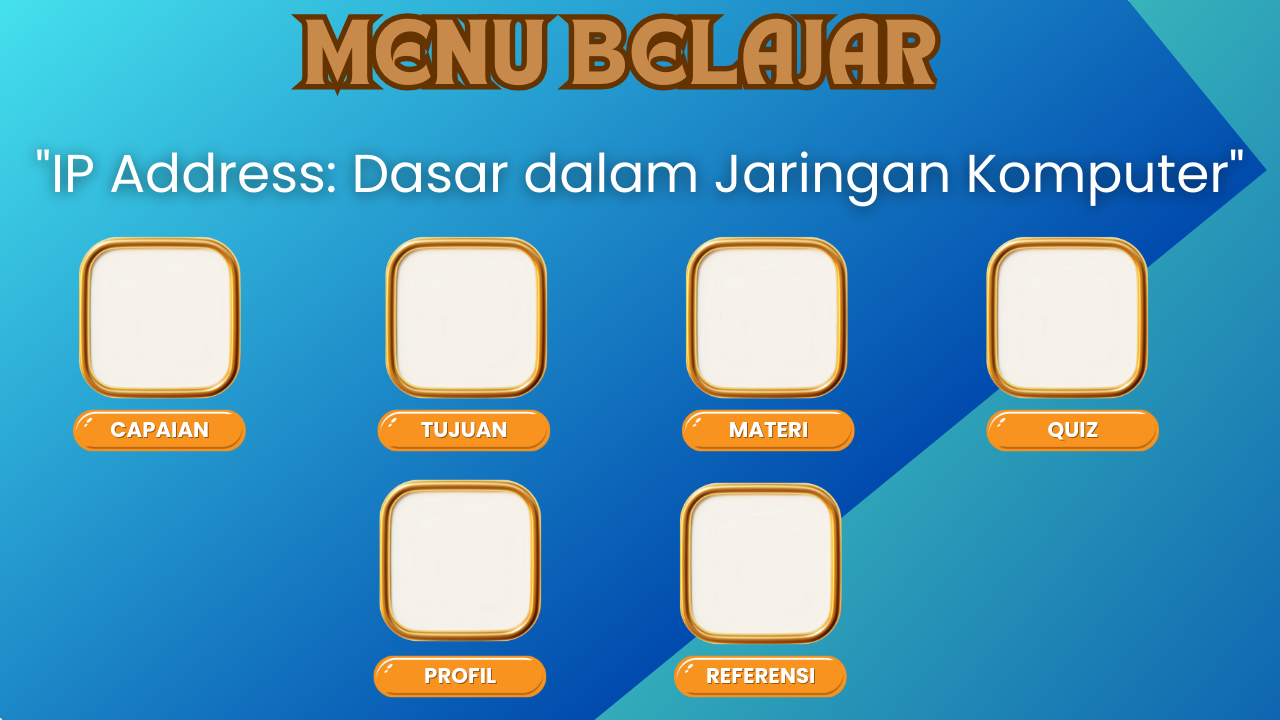 MENU BELAJAR
"IP Address: Dasar dalam Jaringan Komputer"
CAPAIAN
TUJUAN
MATERI
QUIZ
PROFIL
REFERENSI